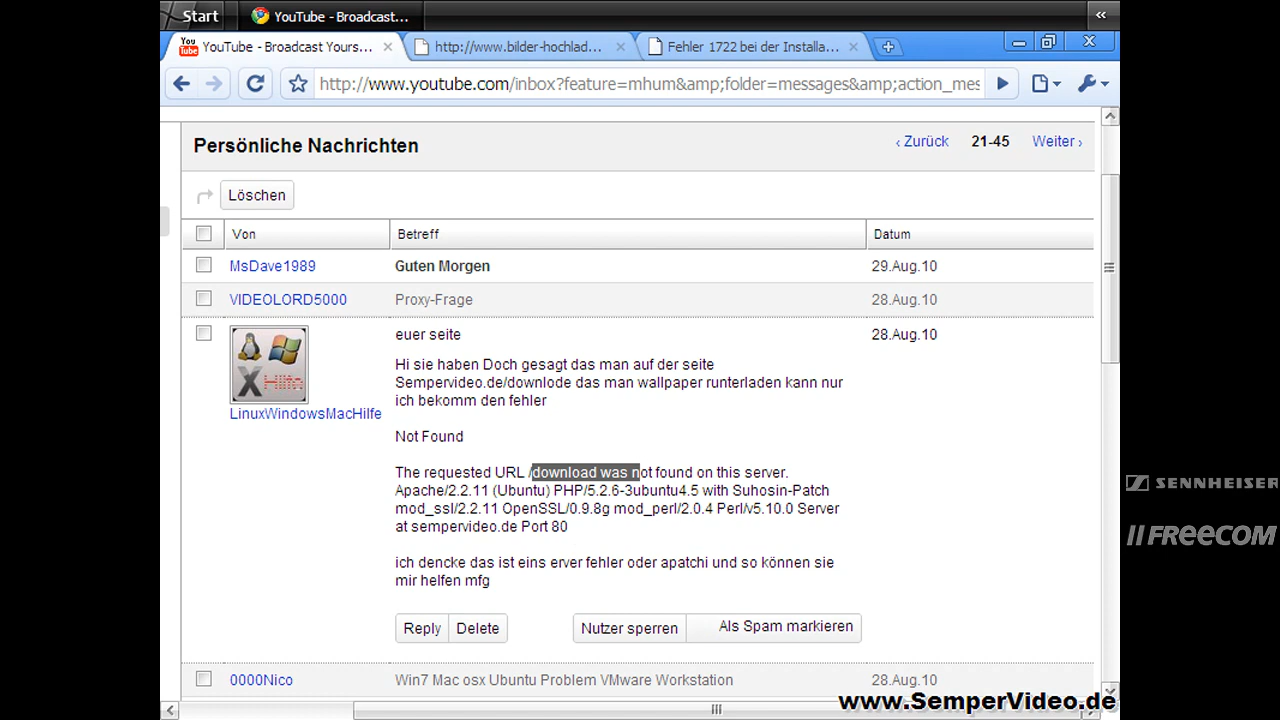 Start
YouTube - Broadcast...
«
YouTube - Broadcast Yours...
http://www.bilder-hochlad...
Fehler 1722 bei der Installa...
http://www.youtube.com/inbox?feature=mhum&amp;folder=messages&amp;action_mes
Persönliche Nachrichten
‹ Zurück 21-45 Weiter ›
Löschen
Von Betreff Datum
MsDave1989 Guten Morgen 29.Aug.10
VIDEOLORD5000 Proxy-Frage 28.Aug.10
euer seite 28.Aug.10
X Hilfe
LinuxWindowsMacHilfe
Hi sie haben Doch gesagt das man auf der seite
Sempervideo.de/downlode das man wallpaper runterladen kann nur
ich bekomm den fehler
Not Found
The requested URL /download was not found on this server.
Apache/2.2.11 (Ubuntu) PHP/5.2.6-3ubuntu4.5 with Suhosin-Patch
mod_ssl/2.2.11 OpenSSL/0.9.8g mod_perl/2.0.4 Perl/v5.10.0 Server
at sempervideo.de Port 80
ich dencke das ist eins erver fehler oder apatchi und so können sie
mir helfen mfg
Reply Delete Nutzer sperren Als Spam markieren
0000Nico Win7 Mac osx Ubuntu Problem VMware Workstation 28.Aug.10
www.SemperVideo.de
SENNHEISER
FREECOM